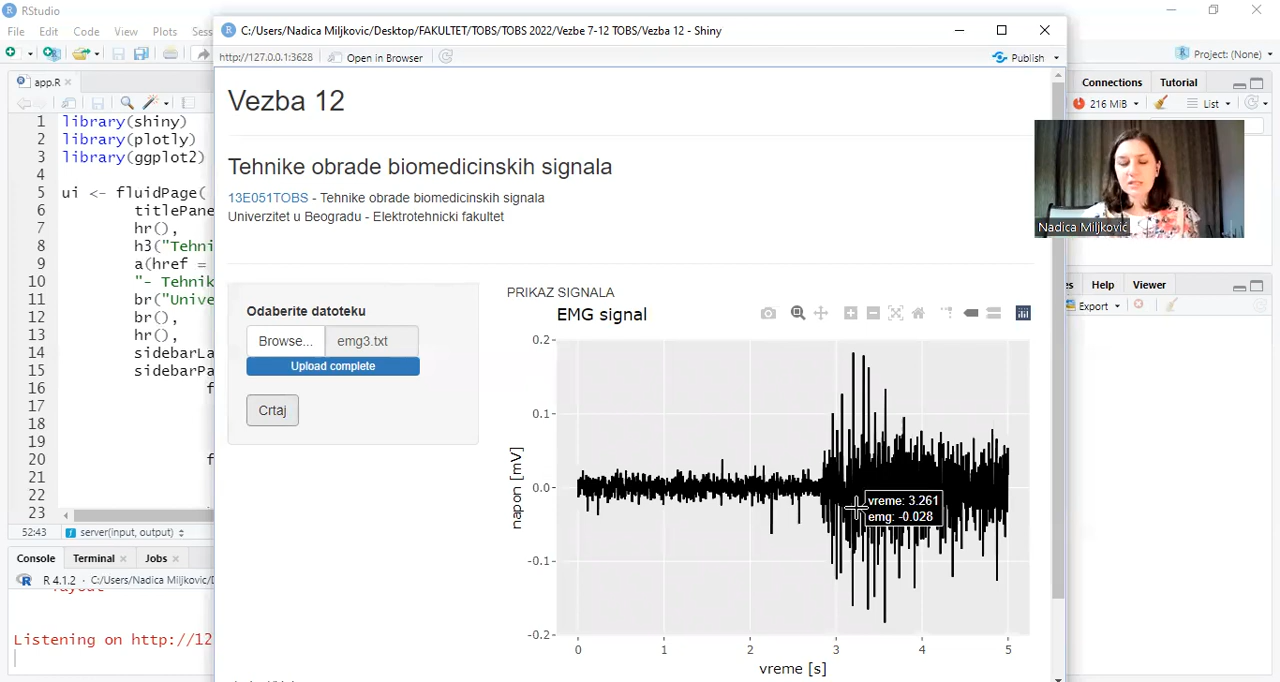 RStudio
File Edit Code View Plots Sess
C:/Users/Nadica Miljkovic/Desktop/FAKULTET/TOBS/TOBS 2022/Vezbe 7-12 TOBS/Vezba 12 - Shiny
http://127.0.0.1:3628 Open in Browser Publish
Project: (None)
app.R
1 library(shiny)
2 library(plotly)
3 library(ggplot2)
4
5 ui <- fluidPage(
6 titlePane
7 hr(),
8 h3("Tehni
9 a(href =
10 "- Tehnik
11 br("Unive
12 br(),
13 hr(),
14 sidebarLa
15 sidebarPa
16 f
17
18
19
20 f
21
22
23
52:43 server(input, output)
Console Terminal Jobs
R 4.1.2 · C:/Users/Nadica Miljkovic/D
Listening on http://12
Vezba 12
Tehnike obrade biomedicinskih signala
13E051TOBS - Tehnike obrade biomedicinskih signala
Univerzitet u Beogradu - Elektrotehnicki fakultet
Odaberite datoteku
Browse... emg3.txt
Upload complete
Crtaj
PRIKAZ SIGNALA
EMG signal
0.2
0.1
0.0
-0.1
-0.2
napon [mV]
vreme: 3.261
emg: -0.028
0 1 2 3 4 5
vreme [s]
Connections Tutorial
216 MiB List
Nadica Miljković
es Help Viewer
Export